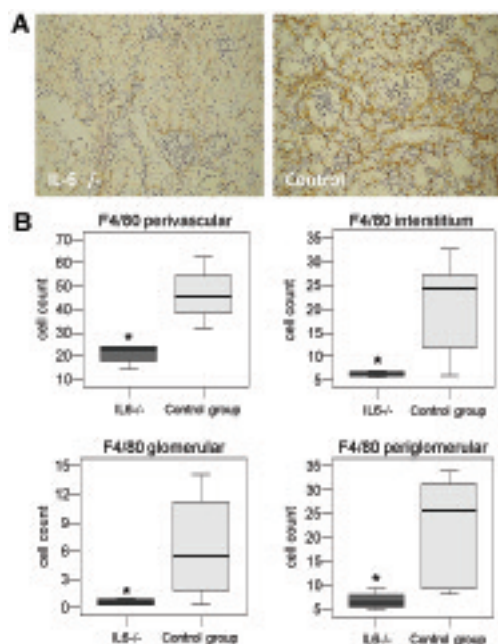 A
IL-6 -/-
Control
B
F4/80 perivascular
F4/80 interstitium
cell count
70
60
50
40
30
20
10
cell count
35
30
25
20
15
10
5
IL6-/-
Control group
IL6-/-
Control group
*
*
F4/80 glomerular
F4/80 periglomerular
cell count
15
12
9
6
3
0
cell count
35
30
25
20
15
10
5
*
*
IL6-/-
Control group
IL6-/-
Control group